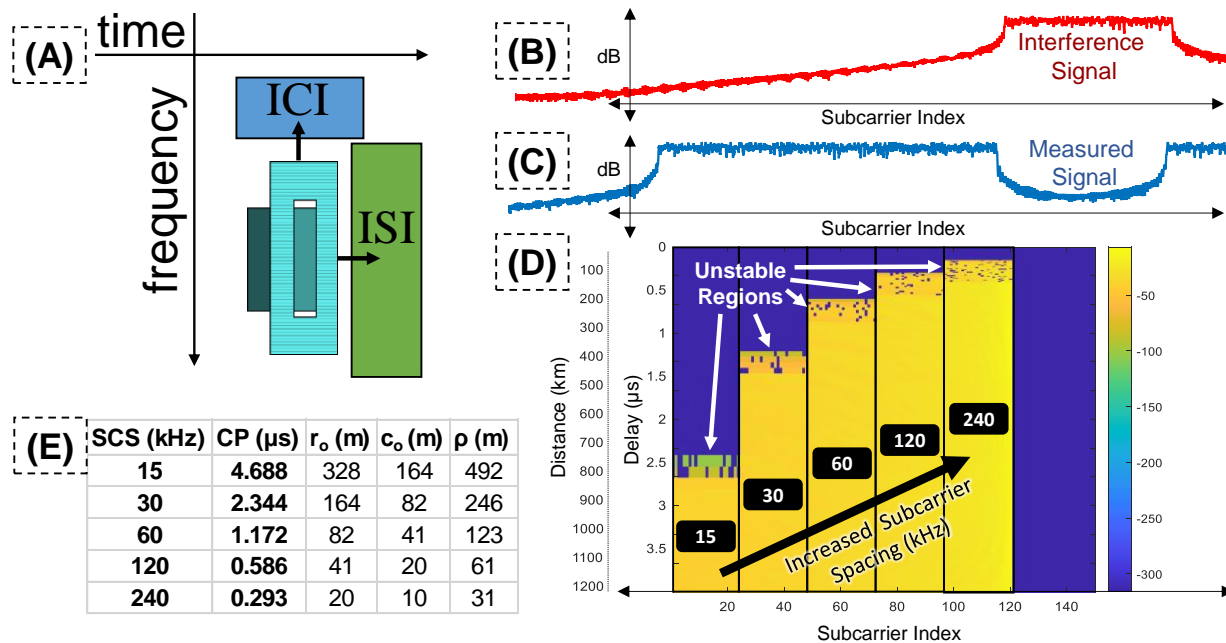 (A)
time
frequency
ICI
ISI
(B)
dB
Interference
Signal
Subcarrier Index
(C)
dB
Measured
Signal
Subcarrier Index
(D)
Unstable
Regions
Distance (km)
100
200
300
400
500
600
700
800
900
1000
1100
1200
Delay (μs)
0
0.5
1
1.5
2
2.5
3
3.5
15
30
60
120
240
Increased Subcarrier
Spacing (kHz)
20 40 60 80 100 120 140
Subcarrier Index
-50
-100
-150
-200
-250
-300
(E)
SCS (kHz) CP (μs) ro (m) co (m) ρ (m)
15 4.688 328 164 492
30 2.344 164 82 246
60 1.172 82 41 123
120 0.586 41 20 61
240 0.293 20 10 31